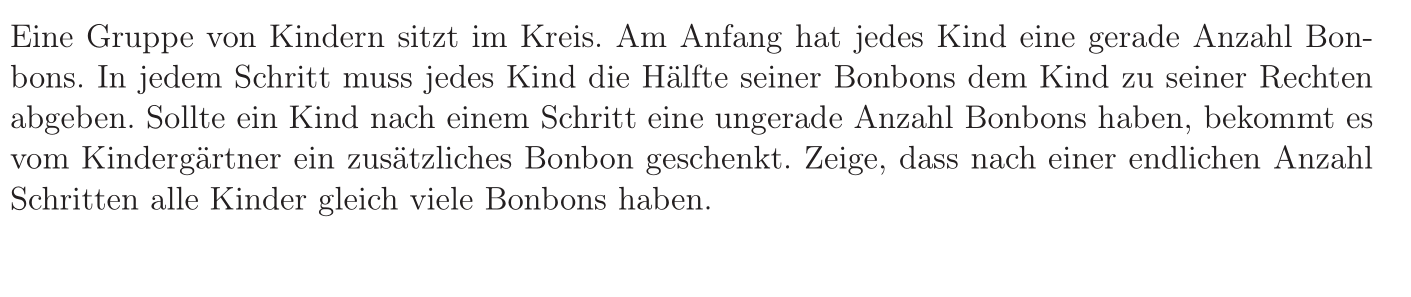 Eine Gruppe von Kindern sitzt im Kreis. Am Anfang hat jedes Kind eine gerade Anzahl Bon-
bons. In jedem Schritt muss jedes Kind die Hälfte seiner Bonbons dem Kind zu seiner Rechten
abgeben. Sollte ein Kind nach einem Schritt eine ungerade Anzahl Bonbons haben, bekommt es
vom Kindergärtner ein zusätzliches Bonbon geschenkt. Zeige, dass nach einer endlichen Anzahl
Schritten alle Kinder gleich viele Bonbons haben.